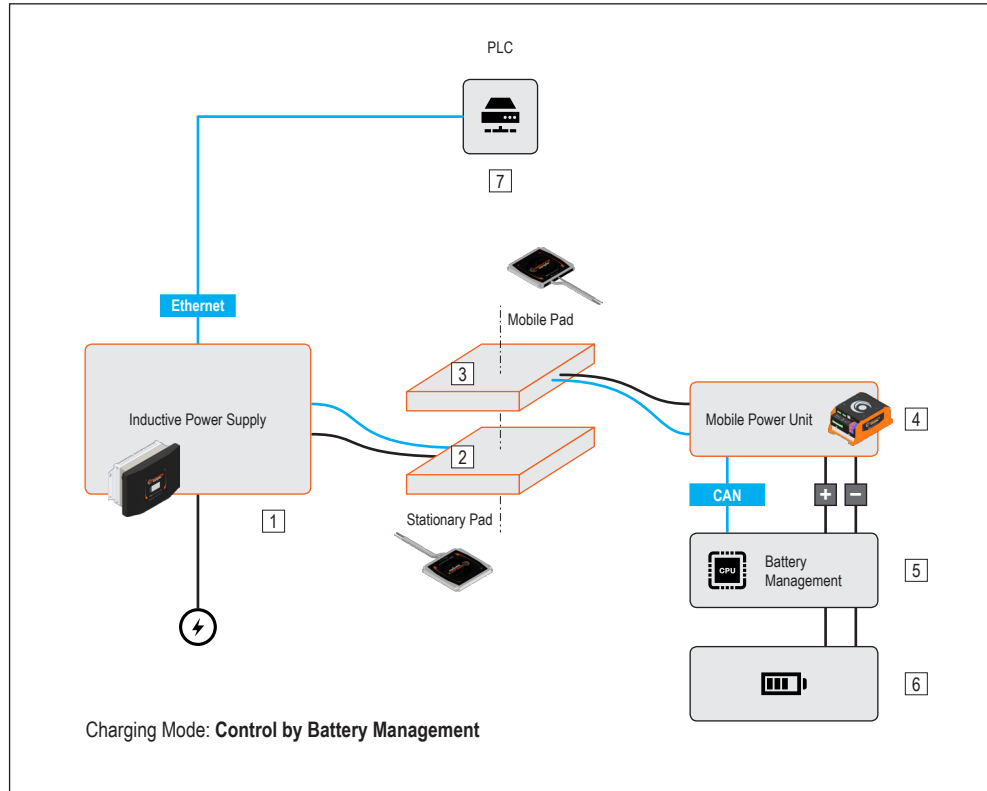 PLC
7
Ethernet
Mobile Pad
3
Inductive Power Supply
Mobile Power Unit
4
2
1
Stationary Pad
CAN
+
−
CPU
Battery
Management
5
6
Charging Mode: Control by Battery Management